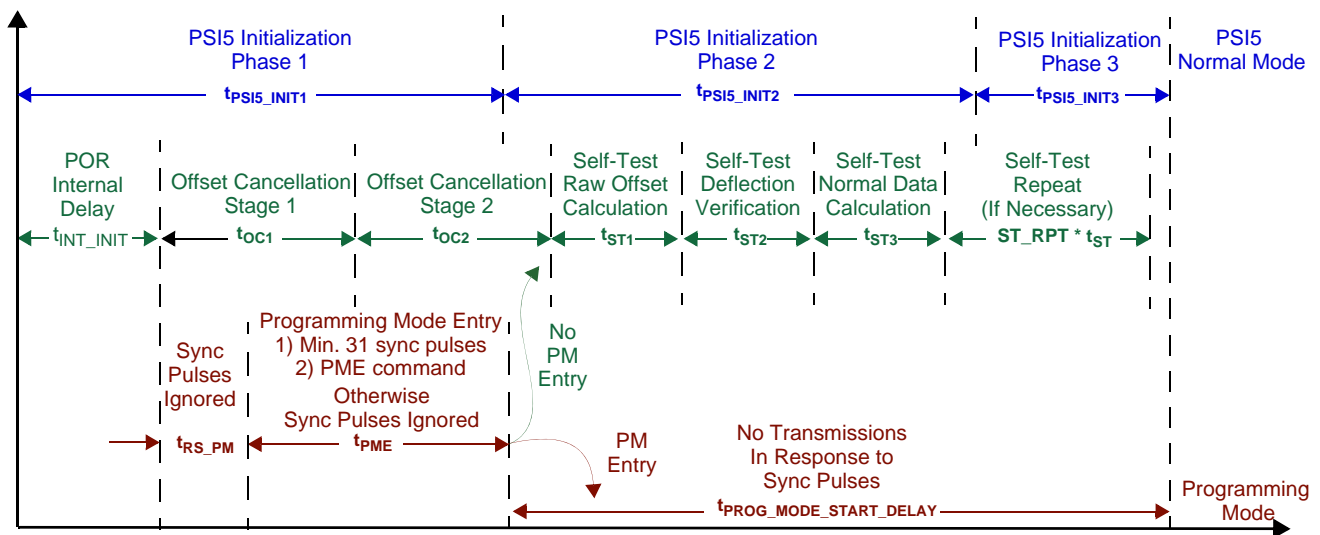 PSI5 Initialization
Phase 1
tPSI5_INIT1
PSI5 Initialization
Phase 2
tPSI5_INIT2
PSI5 Initialization
Phase 3
tPSI5_INIT3
PSI5
Normal Mode
POR
Internal
Delay
tINT_INIT
Offset Cancellation
Stage 1
tOC1
Offset Cancellation
Stage 2
tOC2
Self-Test
Raw Offset
Calculation
tST1
Self-Test
Deflection
Verification
tST2
Self-Test
Normal Data
Calculation
tST3
Self-Test
Repeat
(If Necessary)
ST_RPT * tST
Sync
Pulses
Ignored
tRS_PM
Programming Mode Entry
1) Min. 31 sync pulses
2) PME command
Otherwise
Sync Pulses Ignored
tPME
No
PM
Entry
PM
Entry
No Transmissions
In Response to
Sync Pulses
tPROG_MODE_START_DELAY
Programming
Mode